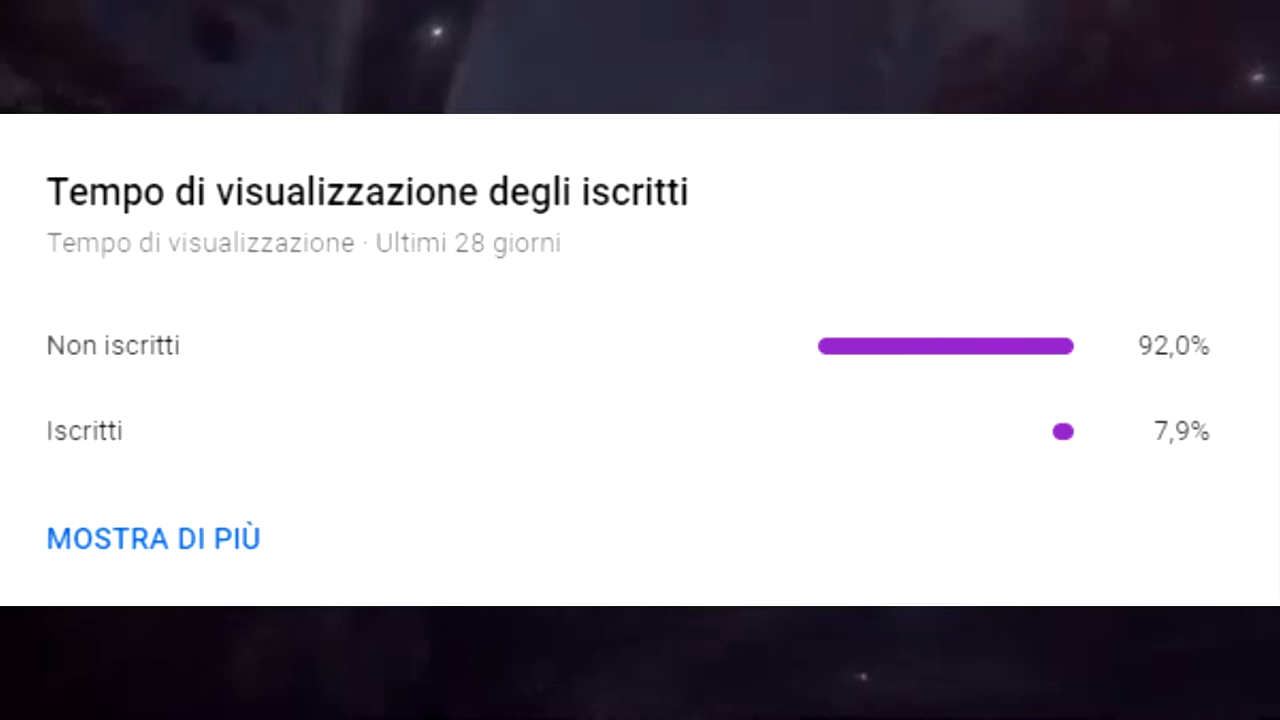 Tempo di visualizzazione degli iscritti
Tempo di visualizzazione · Ultimi 28 giorni
Non iscritti 92,0%
Iscritti 7,9%
MOSTRA DI PIÙ